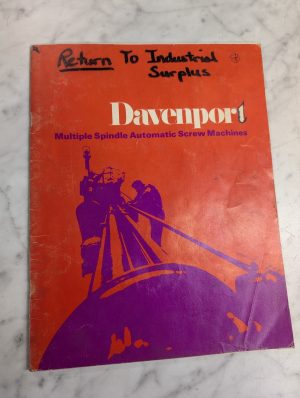 Return To Industrial
Surplus
Davenport
Multiple Spindle Automatic Screw Machines